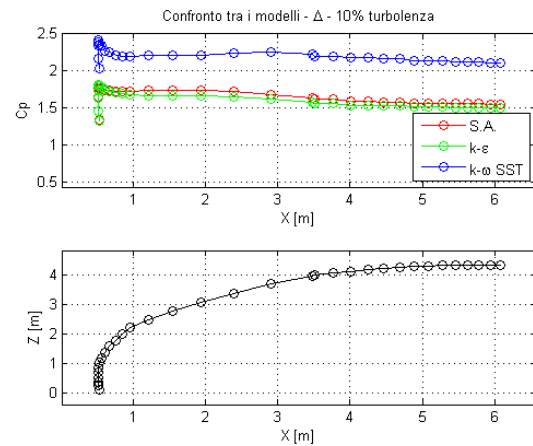 Confronto tra i modelli - Δ - 10% turbolenza
2.5
2
1.5
1
0.5
Cp
S.A.
k-ε
k-ω SST
1 2 3 4 5 6
X [m]
4
3
2
1
0
Z [m]
1 2 3 4 5 6
X [m]